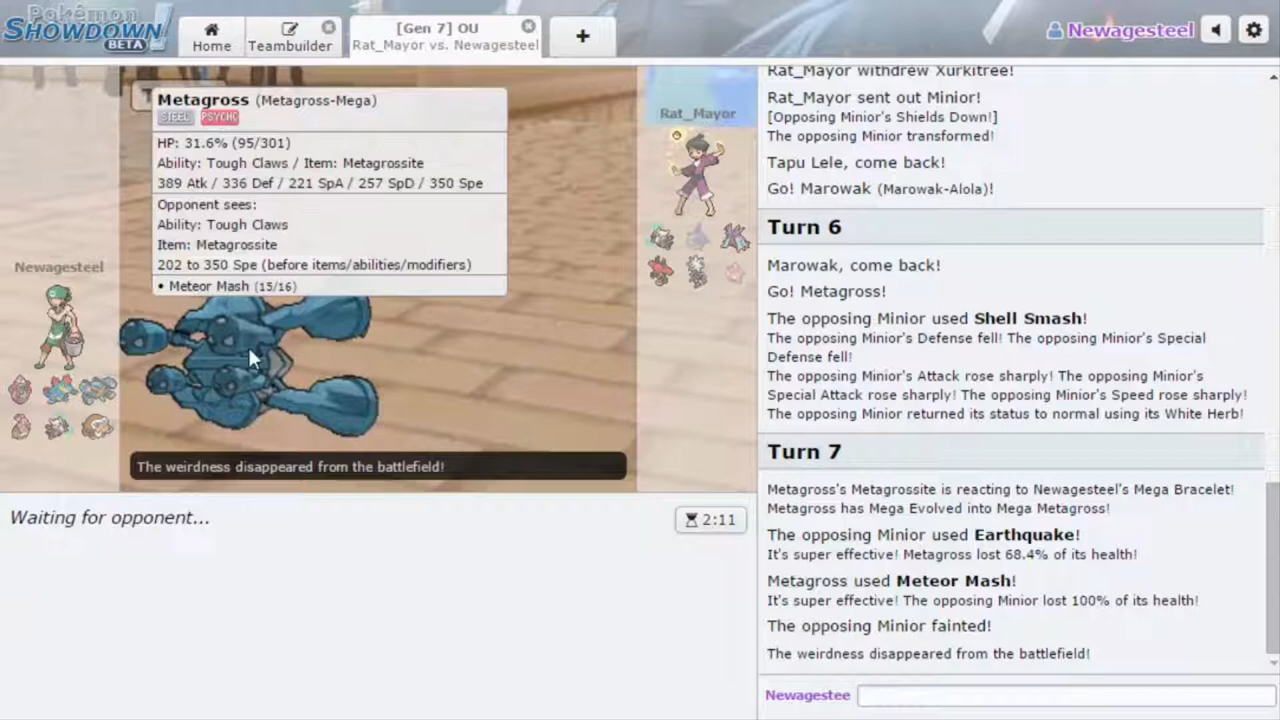 Pokémon
SHOWDOWN!
BETA
Home
Teambuilder
[Gen 7] OU
Rat_Mayor vs. Newagesteel
+
Newagesteel
Metagross (Metagross-Mega)
STEEL PSYCHC
HP: 31.6% (95/301)
Ability: Tough Claws / Item: Metagrossite
389 Atk / 336 Def / 221 SpA / 257 SpD / 350 Spe
Opponent sees:
Ability: Tough Claws
Item: Metagrossite
202 to 350 Spe (before items/abilities/modifiers)
• Meteor Mash (15/16)
Newagesteel
Rat_Mayor
The weirdness disappeared from the battlefield!
Waiting for opponent...
2:11
Rat_Mayor withdrew Xurkitree!
Rat_Mayor sent out Minior!
[Opposing Minior's Shields Down!]
The opposing Minior transformed!
Tapu Lele, come back!
Go! Marowak (Marowak-Alola)!
Turn 6
Marowak, come back!
Go! Metagross!
The opposing Minior used Shell Smash!
The opposing Minior's Defense fell! The opposing Minior's Special
Defense fell!
The opposing Minior's Attack rose sharply! The opposing Minior's
Special Attack rose sharply! The opposing Minior's Speed rose sharply!
The opposing Minior returned its status to normal using its White Herb!
Turn 7
Metagross's Metagrossite is reacting to Newagesteel's Mega Bracelet!
Metagross has Mega Evolved into Mega Metagross!
The opposing Minior used Earthquake!
It's super effective! Metagross lost 68.4% of its health!
Metagross used Meteor Mash!
It's super effective! The opposing Minior lost 100% of its health!
The opposing Minior fainted!
The weirdness disappeared from the battlefield!
Newagestee